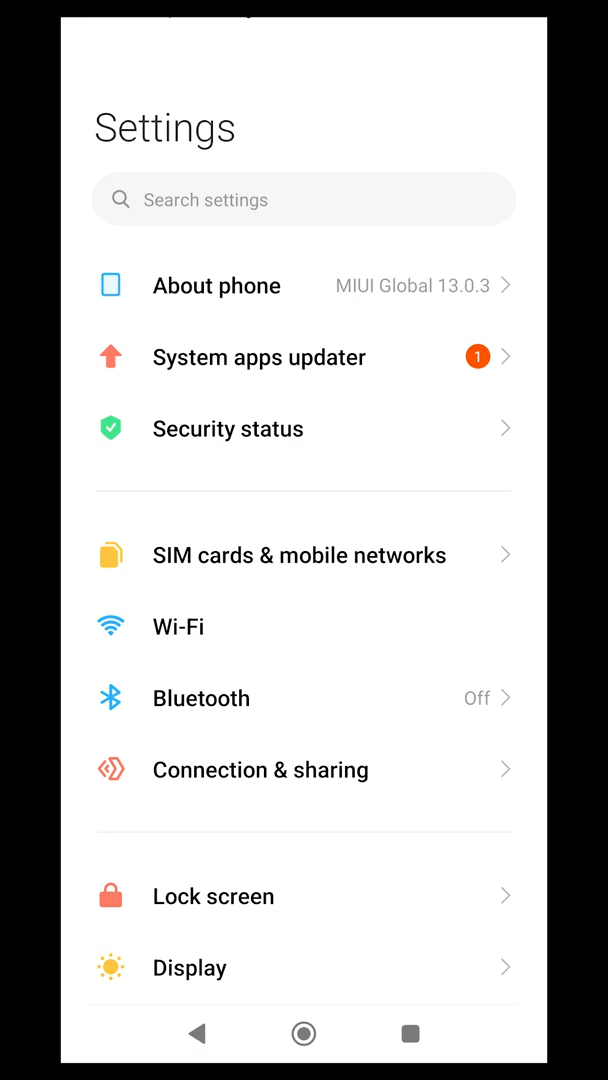 Settings
Search settings
About phone MIUI Global 13.0.3
System apps updater 1
Security status
SIM cards & mobile networks
Wi-Fi
Bluetooth Off
Connection & sharing
Lock screen
Display